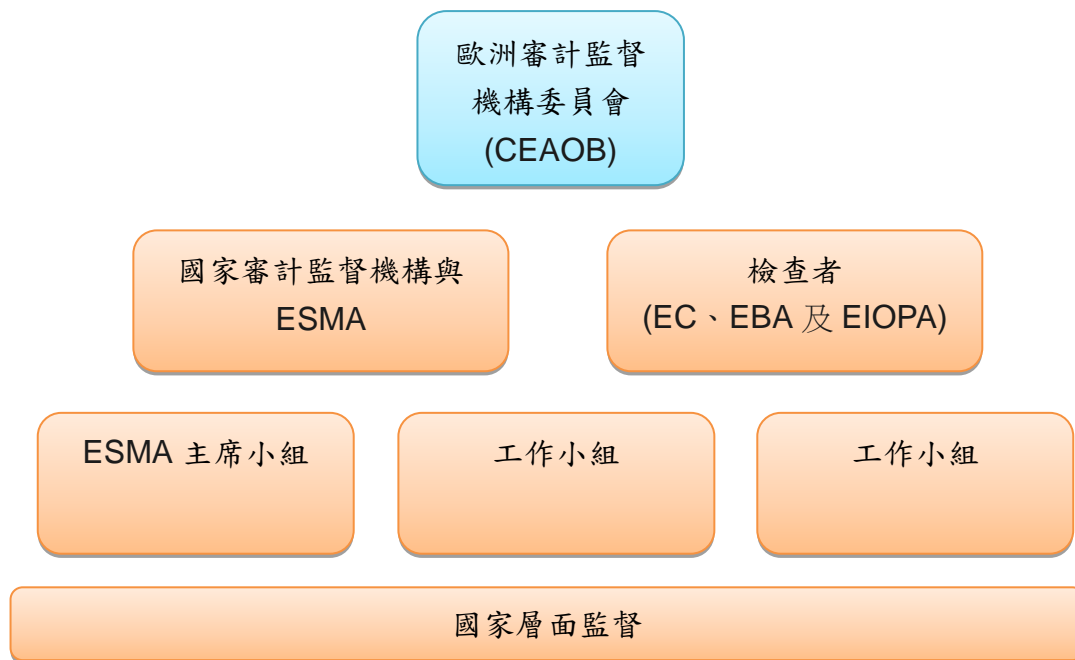 歐洲審計監督
機構委員會
(CEAOB)
國家審計監督機構與
ESMA
檢查者
(EC、EBA 及 EIOPA)
ESMA 主席小組
工作小組
工作小組
國家層面監督